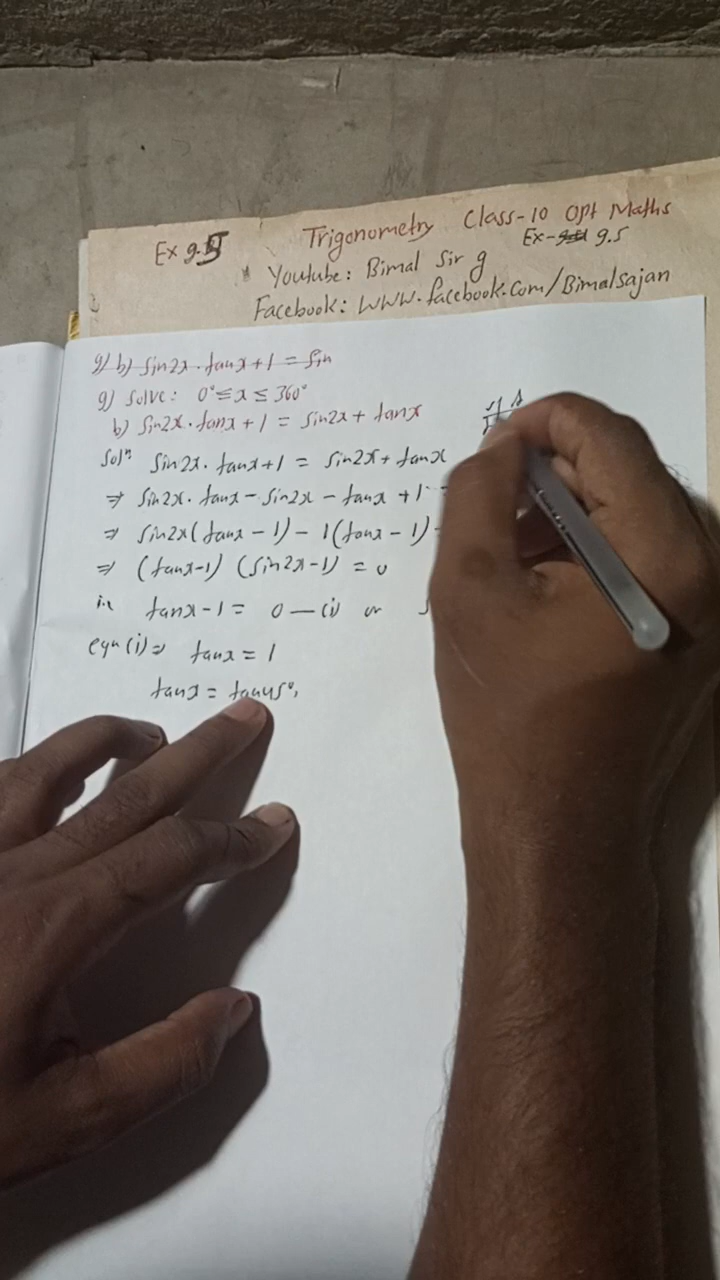 Ex 9.5
Trigonometry Class-10 Opt Maths
Ex- 9.5
Youtube: Bimal Sir g
Facebook: WWW.facebook.Com/Bimalsajan
9) b) Sin2x . tanx + 1 = Sin
9) Solve: 0° ≤ x ≤ 360°
b) Sin2x . tanx + 1 = Sin2x + tanx
Solⁿ Sin2x . tanx + 1 = Sin2x + tanx
⇒ Sin2x . tanx - Sin2x - tanx + 1
⇒ Sin2x (tanx - 1) - 1(tanx - 1)
⇒ (tanx-1) (Sin2x-1) = 0
tanx - 1 = 0 — (i) or
eqn (i) ⇒ tanx = 1
tanx = tan45°,